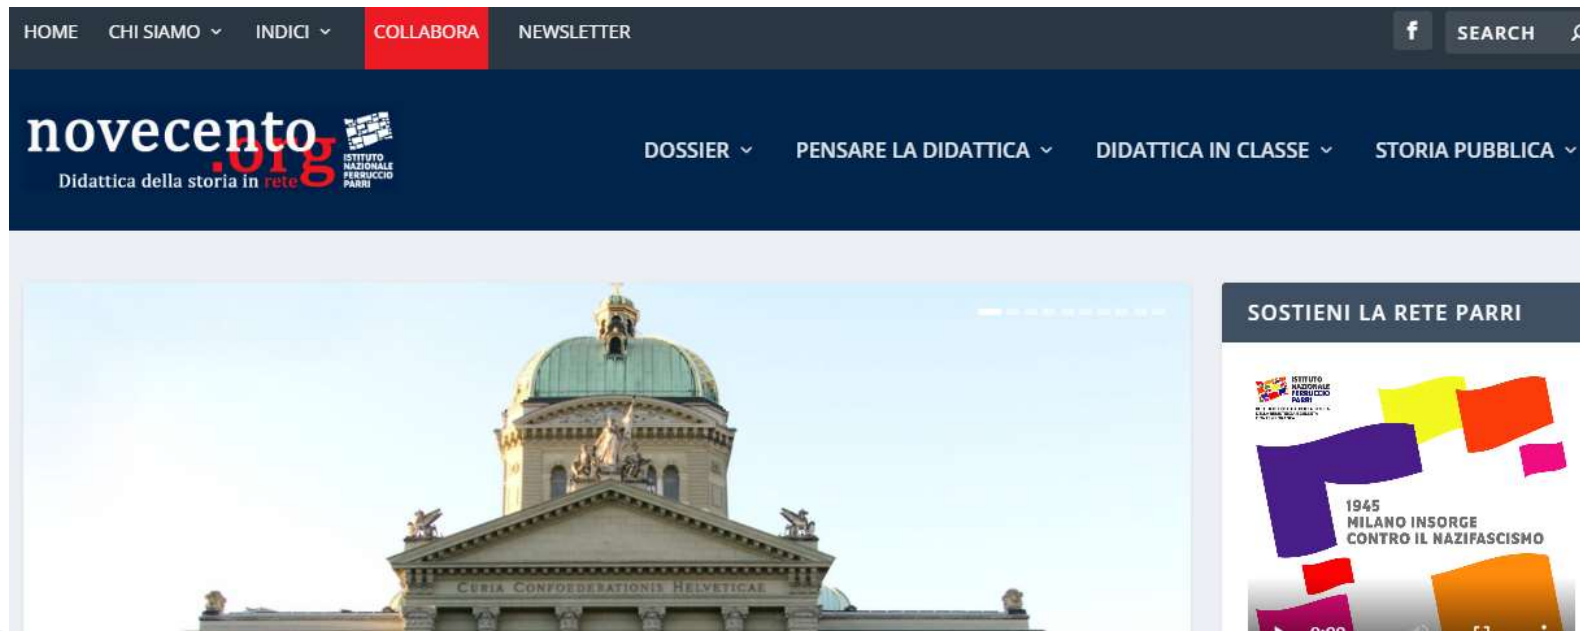 HOME CHI SIAMO INDICI COLLABORA NEWSLETTER
f SEARCH
novecento
.org
Didattica della storia in rete
ISTITUTO
NAZIONALE
FERRUCCIO
PARRI
DOSSIER PENSARE LA DIDATTICA DIDATTICA IN CLASSE STORIA PUBBLICA
CURIA CONFOEDERATIONIS HELVETICAE
SOSTIENI LA RETE PARRI
ISTITUTO
NAZIONALE
FERRUCCIO
PARRI
1945
MILANO INSORGE
CONTRO IL NAZIFASCISMO
0:00